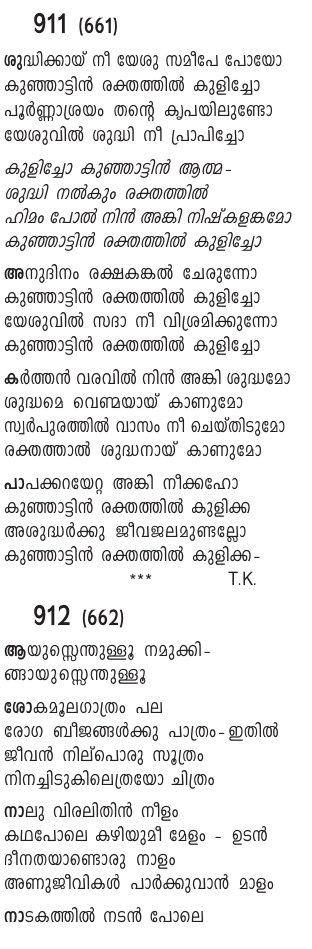 911 (661)
ശുദ്ധിക്കായ് നീ യേശു സമീപേ പോയോ
കുഞ്ഞാട്ടിൻ രക്തത്തിൽ കുളിച്ചോ
പൂർണ്ണാശ്രയം തന്റെ കൃപയിലുണ്ടോ
യേശുവിൽ ശുദ്ധി നീ പ്രാപിച്ചോ
കുളിച്ചോ കുഞ്ഞാട്ടിൻ ആത്മ-
ശുദ്ധി നൽകും രക്തത്തിൽ
ഹിമം പോൽ നിൻ അങ്കി നിഷ്കളങ്കമോ
കുഞ്ഞാട്ടിൻ രക്തത്തിൽ കുളിച്ചോ
അനുദിനം രക്ഷകങ്കൽ ചേരുന്നോ
കുഞ്ഞാട്ടിൻ രക്തത്തിൽ കുളിച്ചോ
യേശുവിൽ സദാ നീ വിശ്രമിക്കുന്നോ
കുഞ്ഞാട്ടിൻ രക്തത്തിൽ കുളിച്ചോ
കർത്തൻ വരവിൽ നിൻ അങ്കി ശുദ്ധമോ
ശുദ്ധമെ വെണ്മയായ് കാണുമോ
സ്വർപുരത്തിൽ വാസം നീ ചെയ്തിടുമോ
രക്തത്താൽ ശുദ്ധനായ് കാണുമോ
പാപക്കറയേറ്റ അങ്കി നീക്കഹോ
കുഞ്ഞാട്ടിൻ രക്തത്തിൽ കുളിക്ക
അശുദ്ധർക്കു ജീവജലമുണ്ടല്ലോ
കുഞ്ഞാട്ടിൻ രക്തത്തിൽ കുളിക്ക-
*** T.K.
912 (662)
ആയുസ്സെന്തുള്ളൂ നമുക്കി-
ങ്ങായുസ്സെന്തുള്ളൂ
ശോകമൂലഗാത്രം പല
രോഗ ബീജങ്ങൾക്കു പാത്രം-ഇതിൽ
ജീവൻ നില്പൊരു സൂത്രം
നിനച്ചിടുകിലെത്രയോ ചിത്രം
നാലു വിരലിതിൻ നീളം
കഥപോലെ കഴിയുമീ മേളം - ഉടൻ
ദീനതയാണ്ടൊരു നാളം
അണുജീവികൾ പാർക്കുവാൻ മാളം
നാടകത്തിൽ നടൻ പോലെ